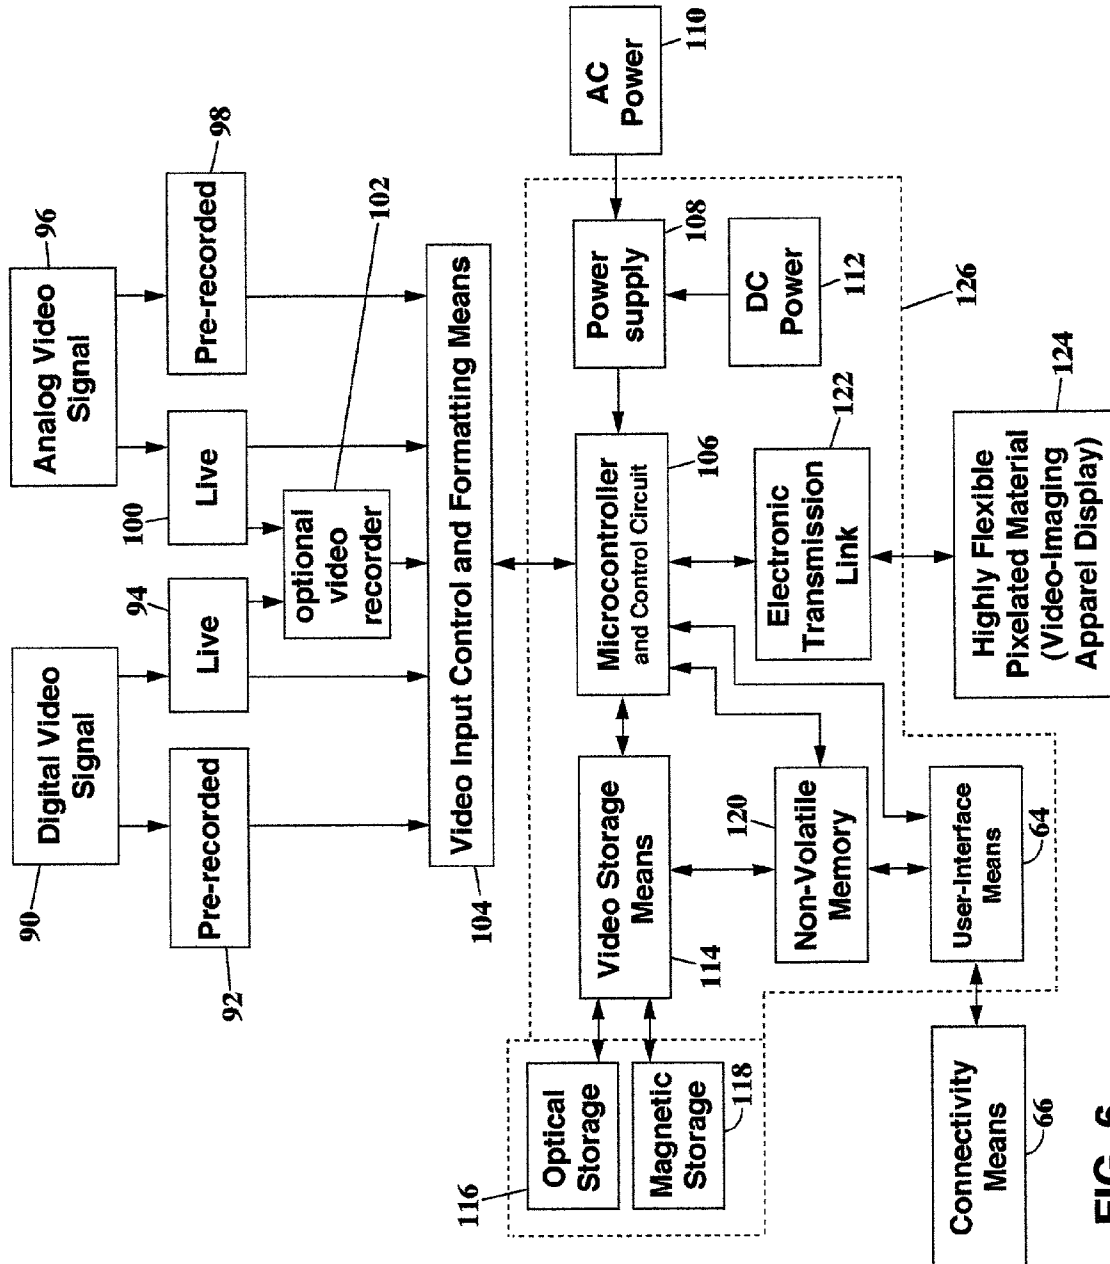 90
Digital Video
Signal
Analog Video
Signal
96
92
Pre-recorded
94
Live
100
Live
Pre-recorded
98
optional
video
recorder
102
104
Video Input Control and Formatting Means
116
Optical
Storage
Magnetic
Storage
118
Video Storage
Means
114
Microcontroller
and Control Circuit
106
Power
supply
108
AC
Power
110
DC
Power
112
120
Non-Volatile
Memory
Electronic
Transmission
Link
122
126
User-Interface
Means
64
Connectivity
Means
66
Highly Flexible
Pixelated Material
(Video-Imaging
Apparel Display)
124
FIG. 6